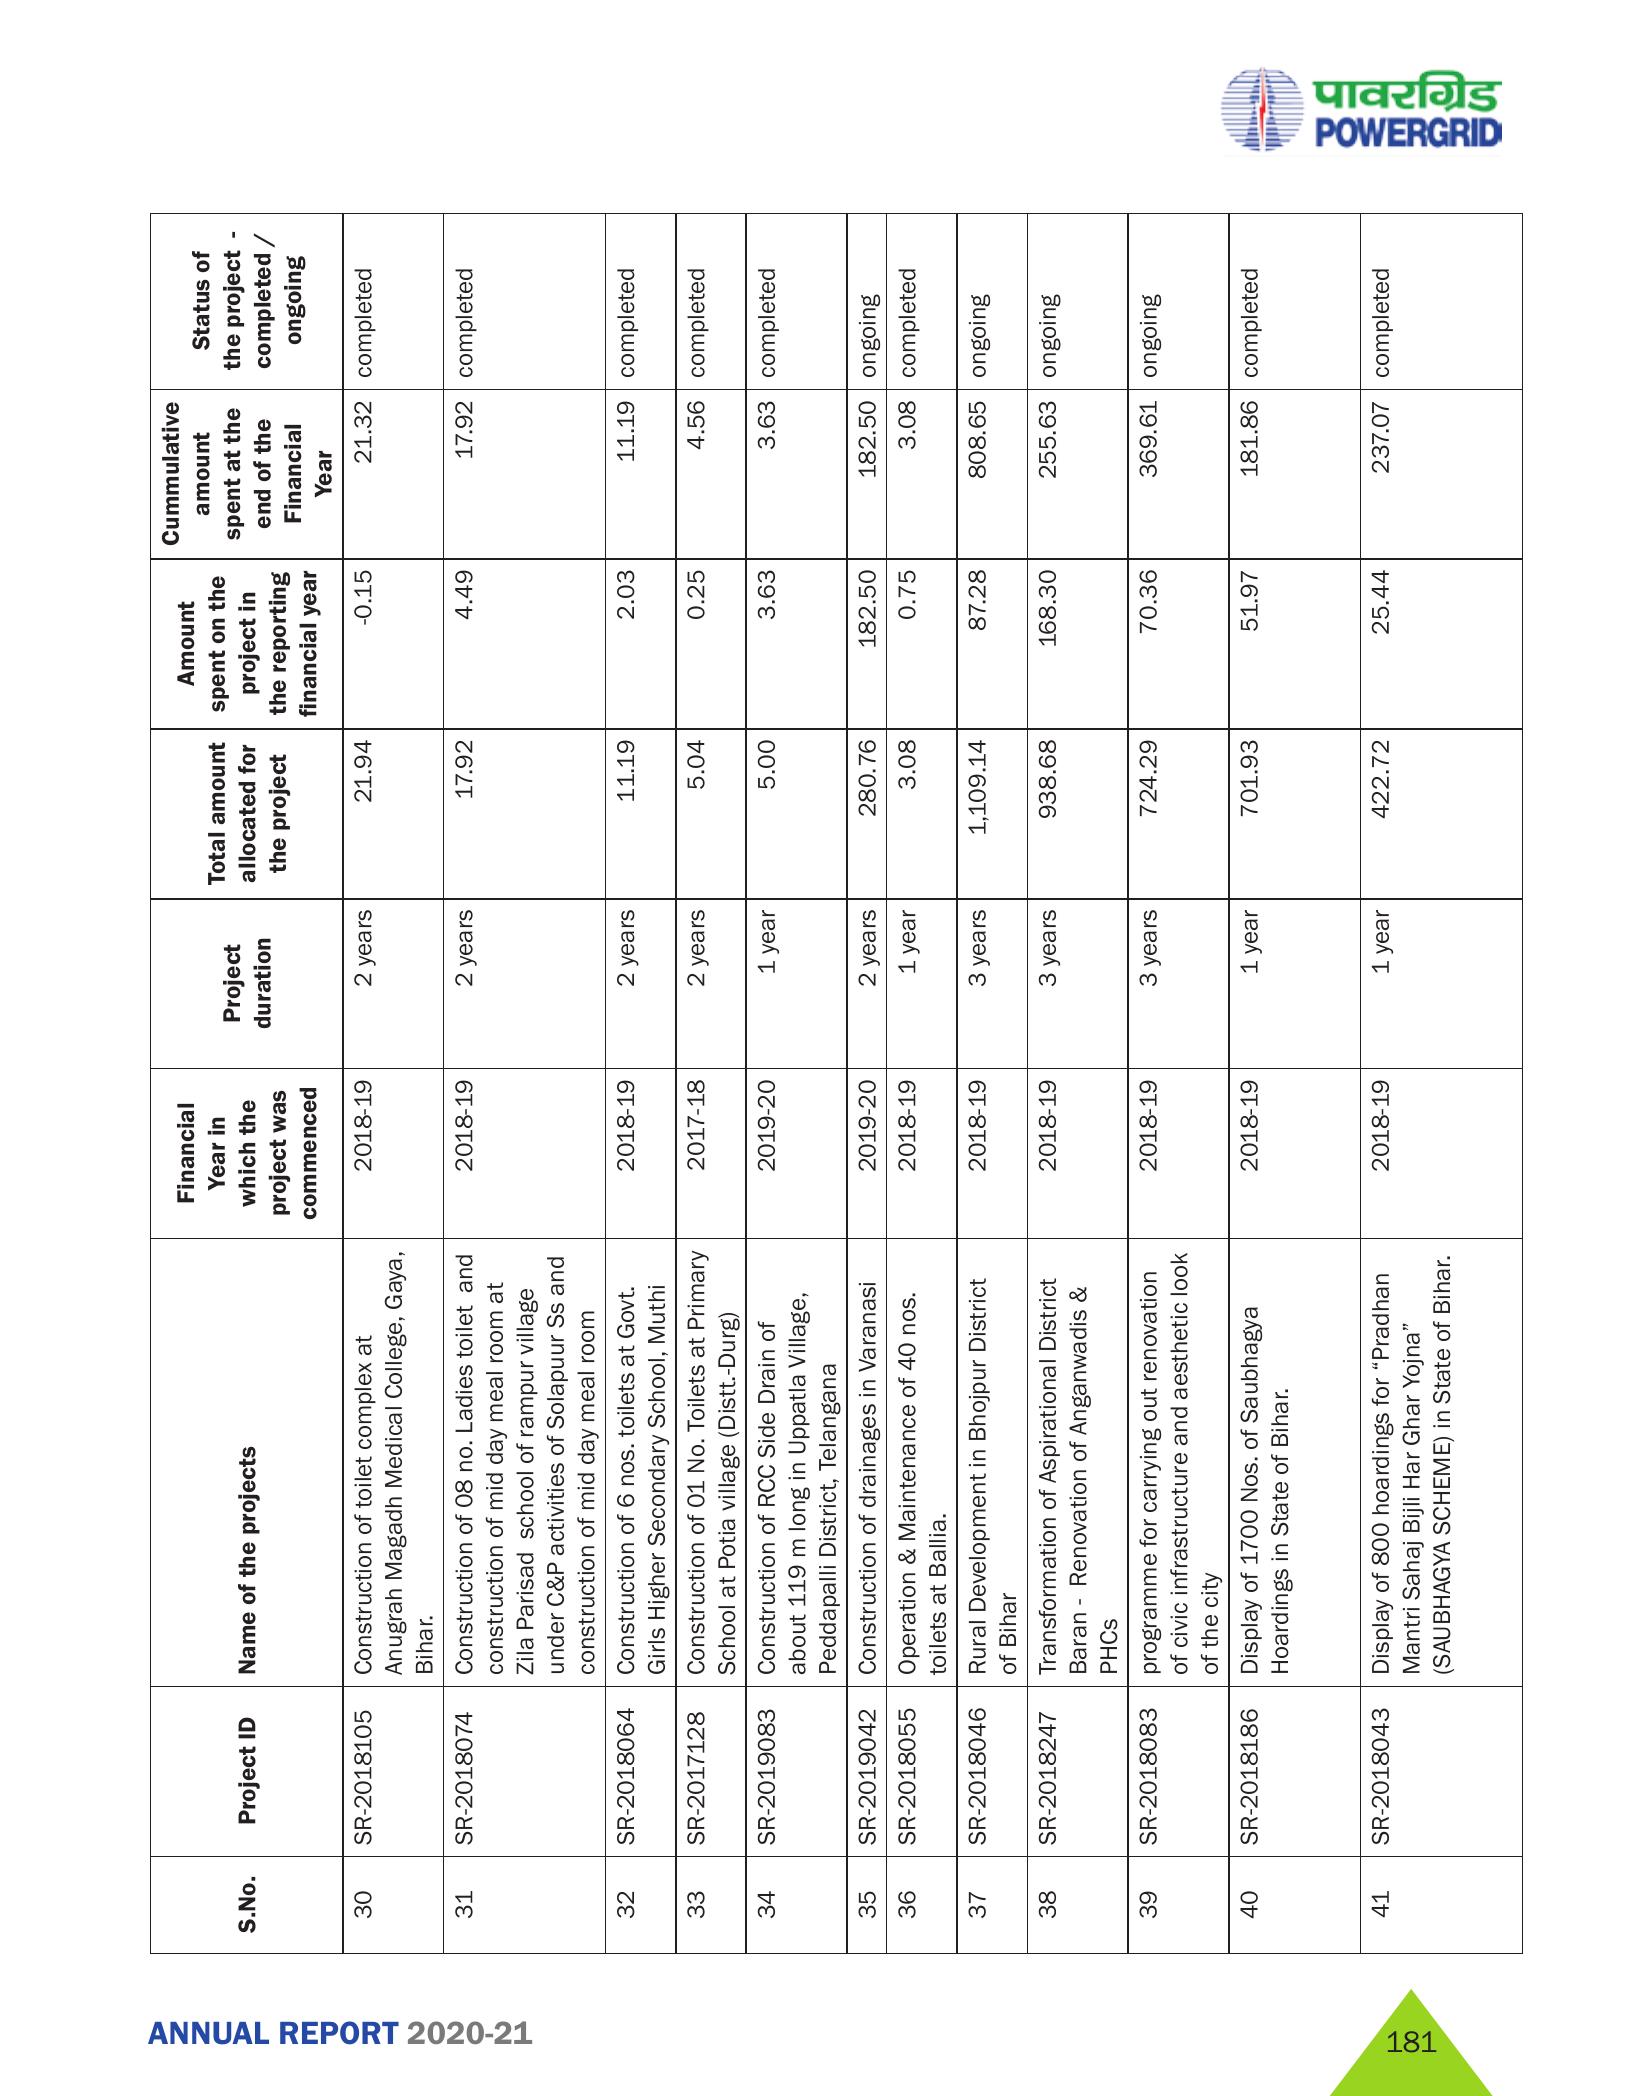 पावरग्रिड
POWERGRID
S.No.
Project ID
Name of the projects
Financial
Year in
which the
project was
commenced
Project
duration
Total amount
allocated for
the project
Amount
spent on the
project in
the reporting
financial year
Cummulative
amount
spent at the
end of the
Financial
Year
Status of
the project -
completed /
ongoing
30 SR-2018105 Construction of toilet complex at 2018-19 2 years 21.94 -0.15 21.32 completed
Anugrah Magadh Medical College, Gaya,
Bihar.
31 SR-2018074 Construction of 08 no. Ladies toilet and 2018-19 2 years 17.92 4.49 17.92 completed
construction of mid day meal room at
Zila Parisad school of rampur village
under C&P activities of Solapuur Ss and
construction of mid day meal room
32 SR-2018064 Construction of 6 nos. toilets at Govt. 2018-19 2 years 11.19 2.03 11.19 completed
Girls Higher Secondary School, Muthi
33 SR-2017128 Construction of 01 No. Toilets at Primary 2017-18 2 years 5.04 0.25 4.56 completed
School at Potia village (Distt.-Durg)
34 SR-2019083 Construction of RCC Side Drain of 2019-20 1 year 5.00 3.63 3.63 completed
about 119 m long in Uppatla Village,
Peddapalli District, Telangana
35 SR-2019042 Construction of drainages in Varanasi 2019-20 2 years 280.76 182.50 182.50 ongoing
36 SR-2018055 Operation & Maintenance of 40 nos. 2018-19 1 year 3.08 0.75 3.08 completed
toilets at Ballia.
37 SR-2018046 Rural Development in Bhojpur District 2018-19 3 years 1,109.14 87.28 808.65 ongoing
of Bihar
38 SR-2018247 Transformation of Aspirational District 2018-19 3 years 938.68 168.30 255.63 ongoing
Baran - Renovation of Anganwadis &
PHCs
39 SR-2018083 programme for carrying out renovation 2018-19 3 years 724.29 70.36 369.61 ongoing
of civic infrastructure and aesthetic look
of the city
40 SR-2018186 Display of 1700 Nos. of Saubhagya 2018-19 1 year 701.93 51.97 181.86 completed
Hoardings in State of Bihar.
41 SR-2018043 Display of 800 hoardings for “Pradhan 2018-19 1 year 422.72 25.44 237.07 completed
Mantri Sahaj Bijli Har Ghar Yojna”
(SAUBHAGYA SCHEME) in State of Bihar.
ANNUAL REPORT 2020-21
181